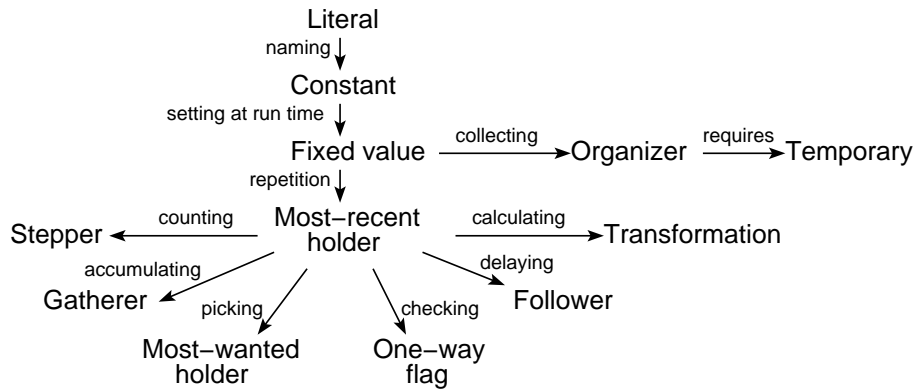 Literal
naming
Constant
setting at run time
Fixed value
collecting
Organizer
requires
Temporary
repetition
Most−recent
holder
counting
Stepper
calculating
Transformation
accumulating
Gatherer
delaying
Follower
picking
Most−wanted
holder
checking
One−way
flag